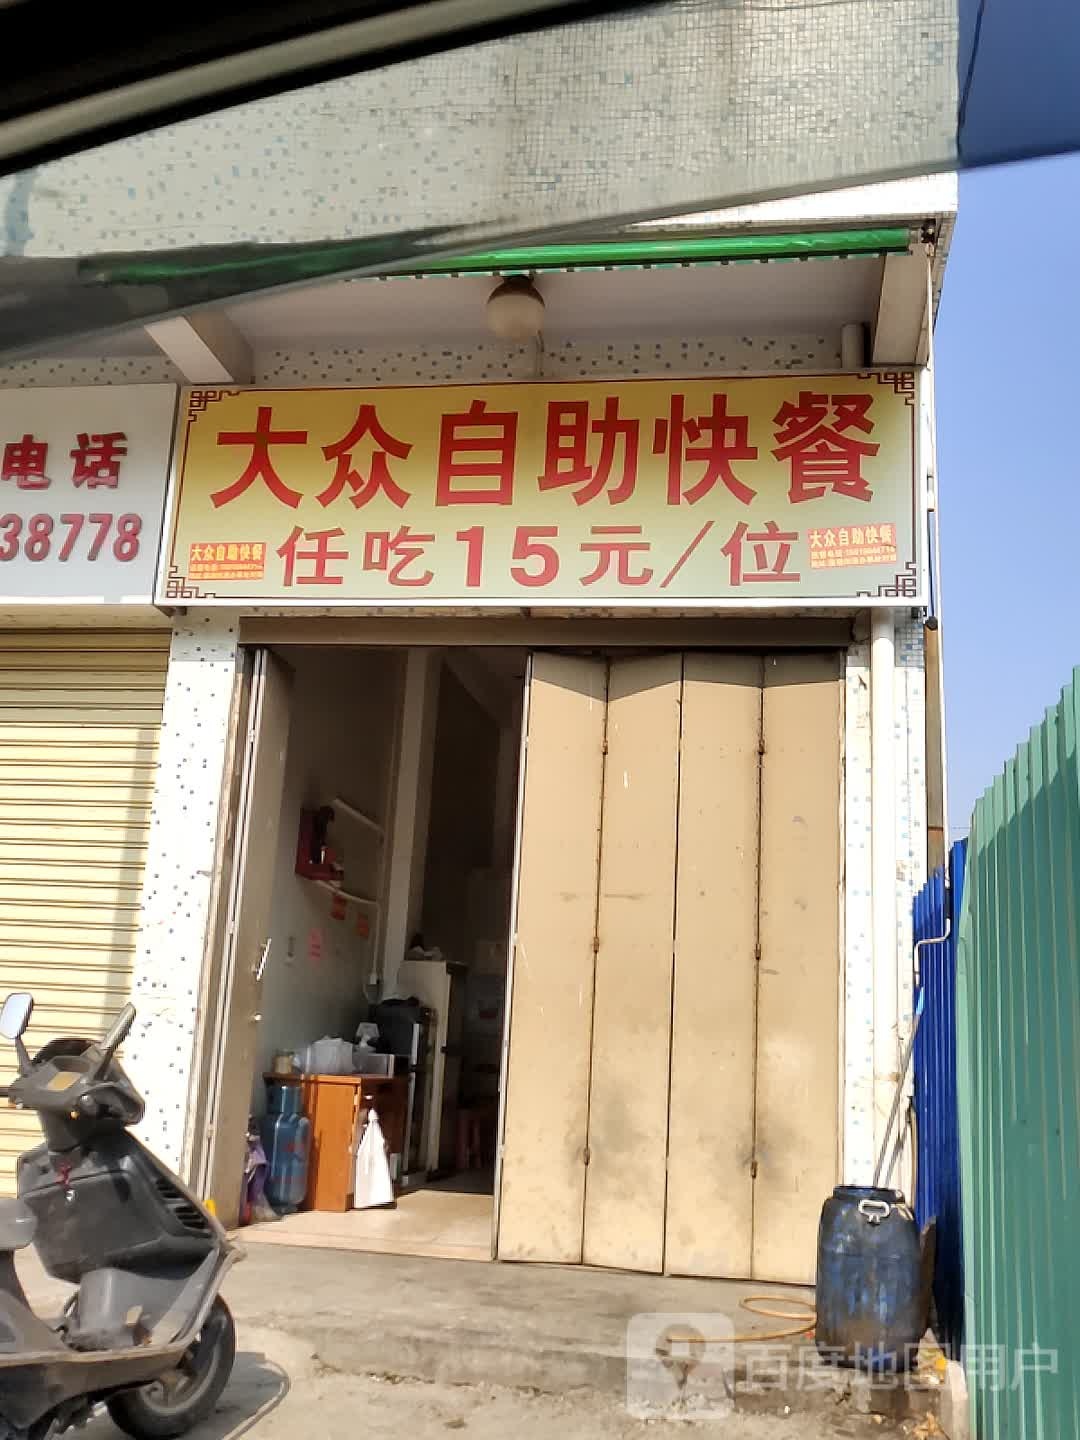 电话
38778
大众自助快餐
任吃15元/位
大众自助快餐
大众自助快餐
百度地图用户